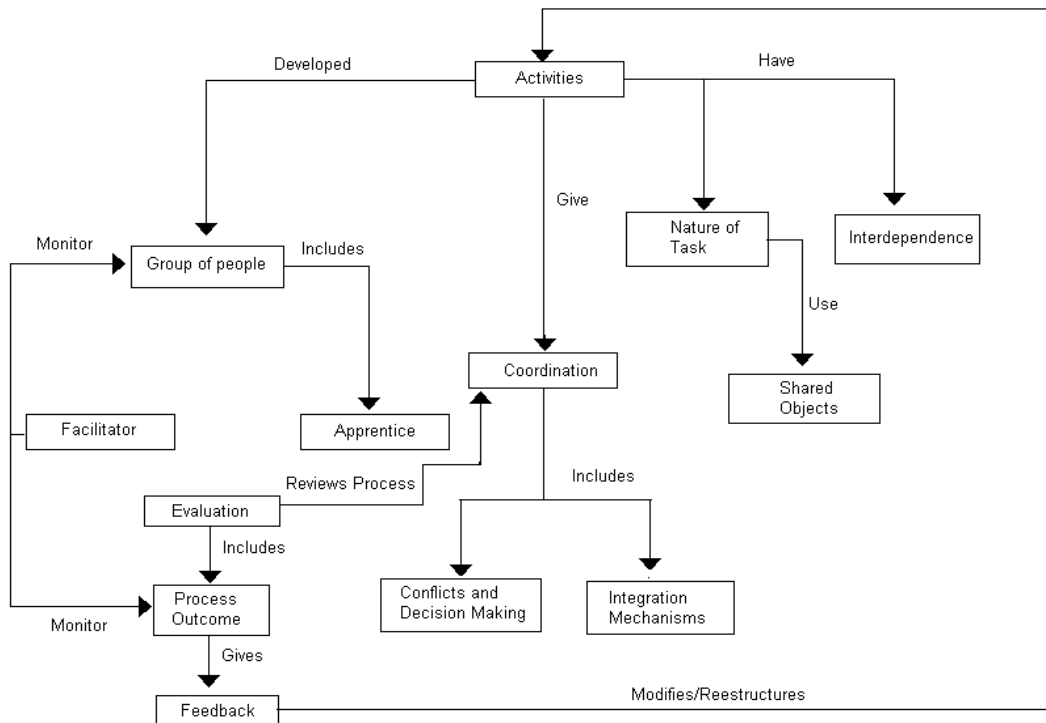 Developed
Have
Activities
Give
Nature of
Task
Interdependence
Monitor
Includes
Group of people
Use
Coordination
Shared
Objects
Facilitator
Apprentice
Reviews Process
Includes
Evaluation
Includes
Conflicts and
Decision Making
Integration
Mechanisms
Process
Outcome
Monitor
Gives
Modifies/Reestructures
Feedback